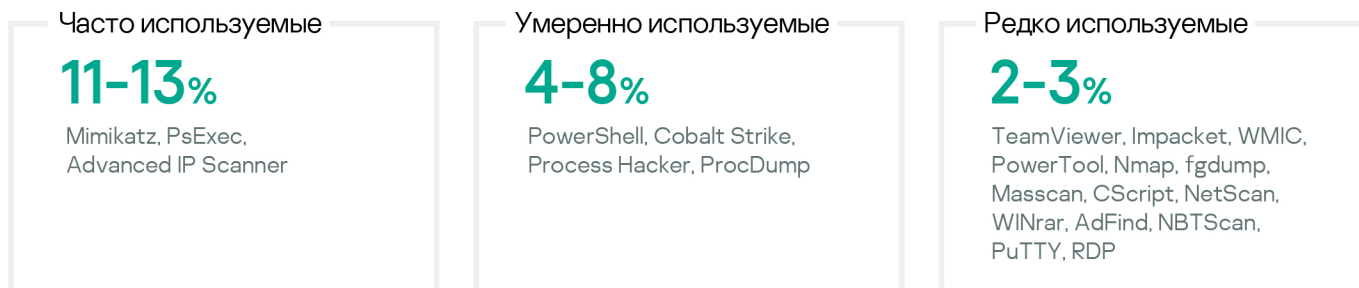 Часто используемые
11–13%
Mimikatz, PsExec,
Advanced IP Scanner
Умеренно используемые
4–8%
PowerShell, Cobalt Strike,
Process Hacker, ProcDump
Редко используемые
2–3%
TeamViewer, Impacket, WMIC,
PowerTool, Nmap, fgdump,
Masscan, CScript, NetScan,
WINrar, AdFind, NBTScan,
PuTTY, RDP